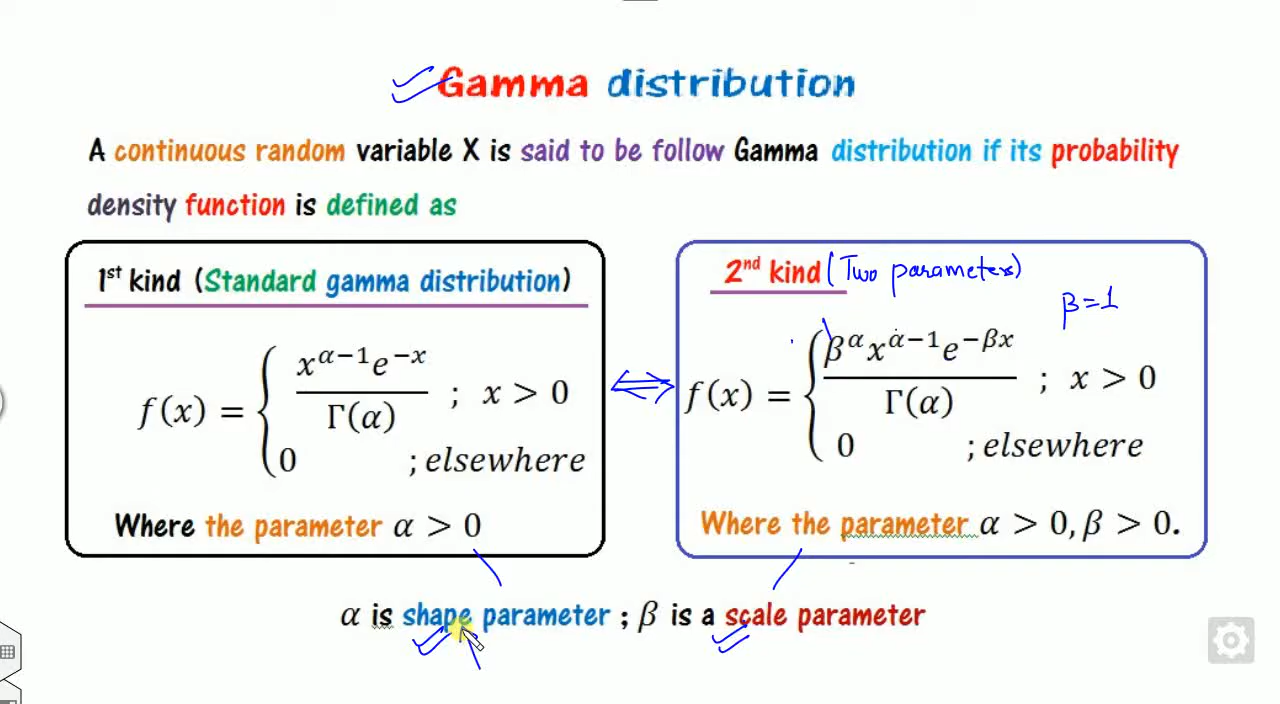 Gamma distribution
A continuous random variable X is said to be follow Gamma distribution if its probability
density function is defined as
1st kind (Standard gamma distribution)
f(x) = { x^{α−1}e^{−x} / Γ(α) ; x > 0
0 ; elsewhere
Where the parameter α > 0
2nd kind (Two parameters)
β = 1
f(x) = { β^α x^{α−1}e^{−βx} / Γ(α) ; x > 0
0 ; elsewhere
Where the parameter α > 0, β > 0.
α is shape parameter ; β is a scale parameter